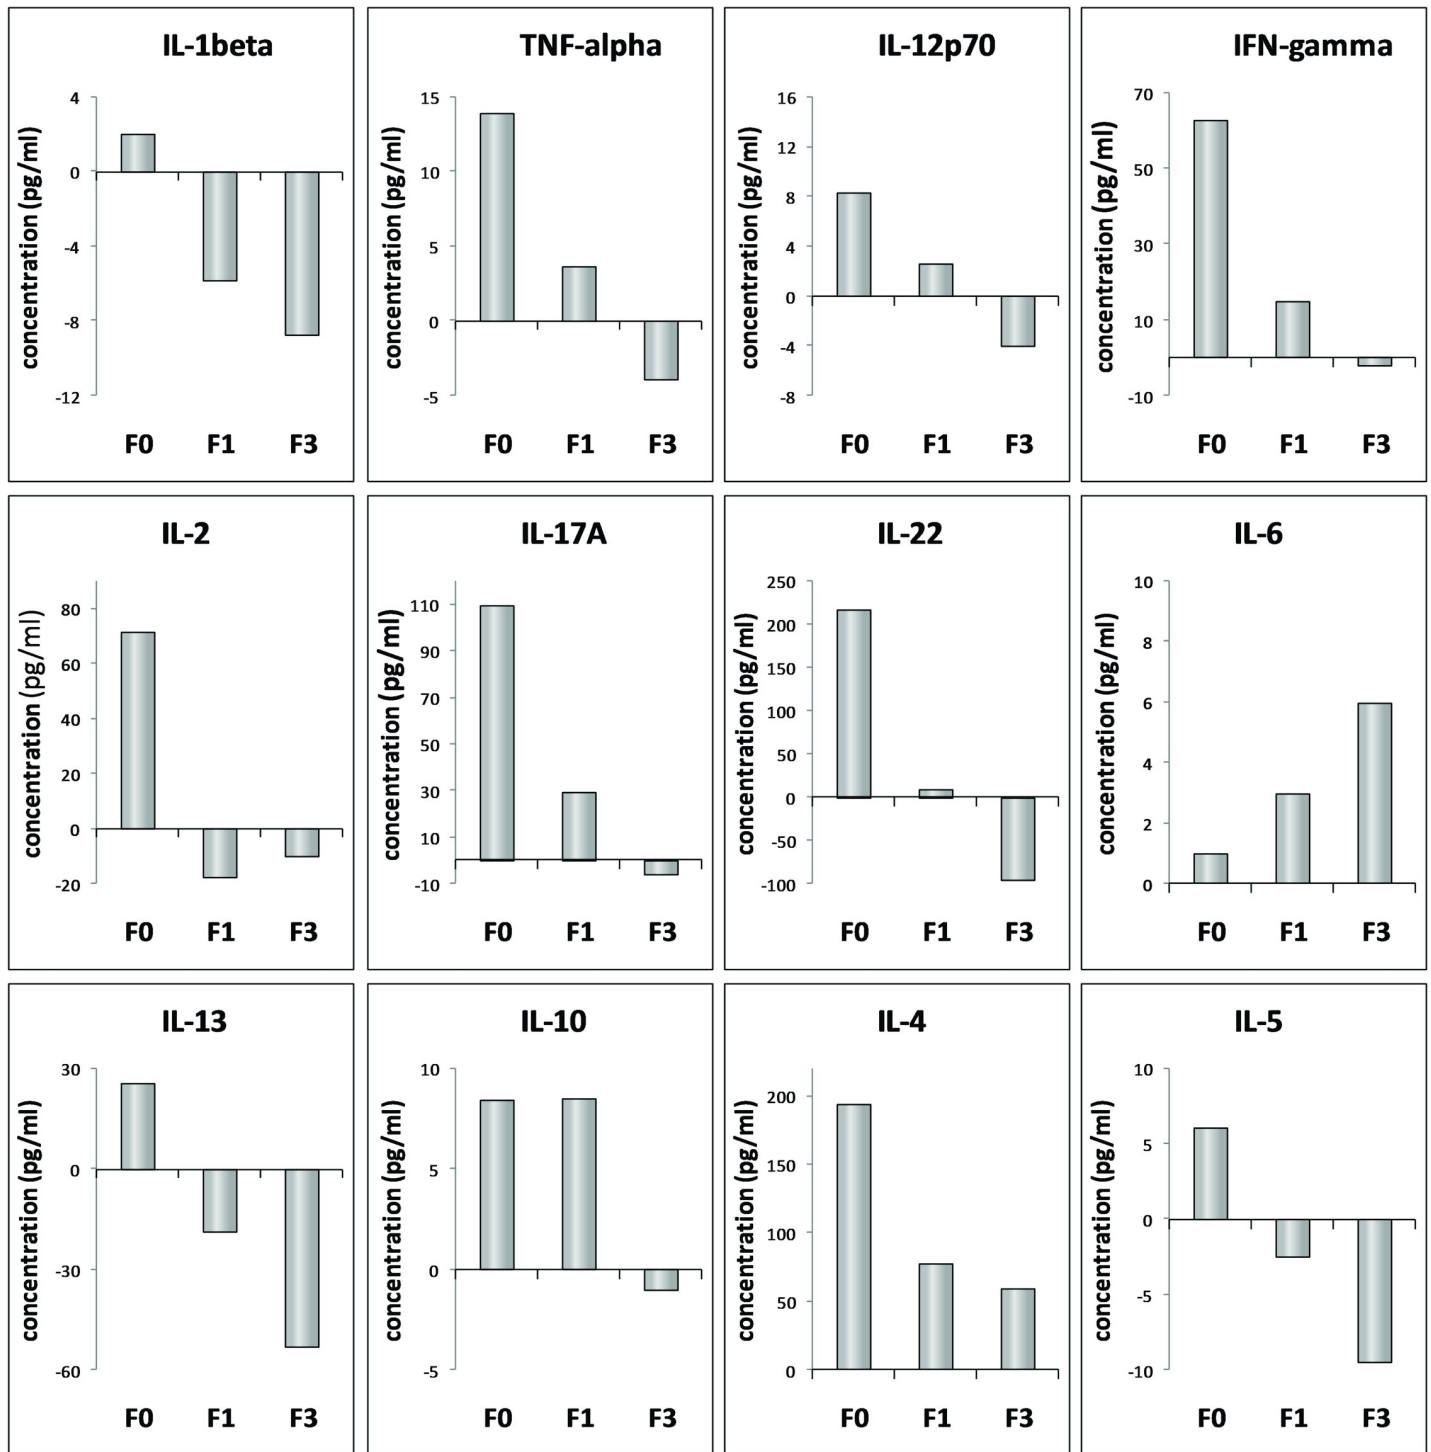 IL-1beta
concentration (pg/ml)
4
0
-4
-8
-12
F0 F1 F3
TNF-alpha
concentration (pg/ml)
15
10
5
0
-5
F0 F1 F3
IL-12p70
concentration (pg/ml)
16
12
8
4
0
-4
-8
F0 F1 F3
IFN-gamma
concentration (pg/ml)
70
50
30
10
-10
F0 F1 F3
IL-2
concentration (pg/ml)
80
60
40
20
0
-20
F0 F1 F3
IL-17A
concentration (pg/ml)
110
90
70
50
30
10
-10
F0 F1 F3
IL-22
concentration (pg/ml)
250
200
150
100
50
0
-50
-100
F0 F1 F3
IL-6
concentration (pg/ml)
10
8
6
4
2
0
F0 F1 F3
IL-13
concentration (pg/ml)
30
0
-30
-60
F0 F1 F3
IL-10
concentration (pg/ml)
10
5
0
-5
F0 F1 F3
IL-4
concentration (pg/ml)
200
150
100
50
0
F0 F1 F3
IL-5
concentration (pg/ml)
10
5
0
-5
-10
F0 F1 F3